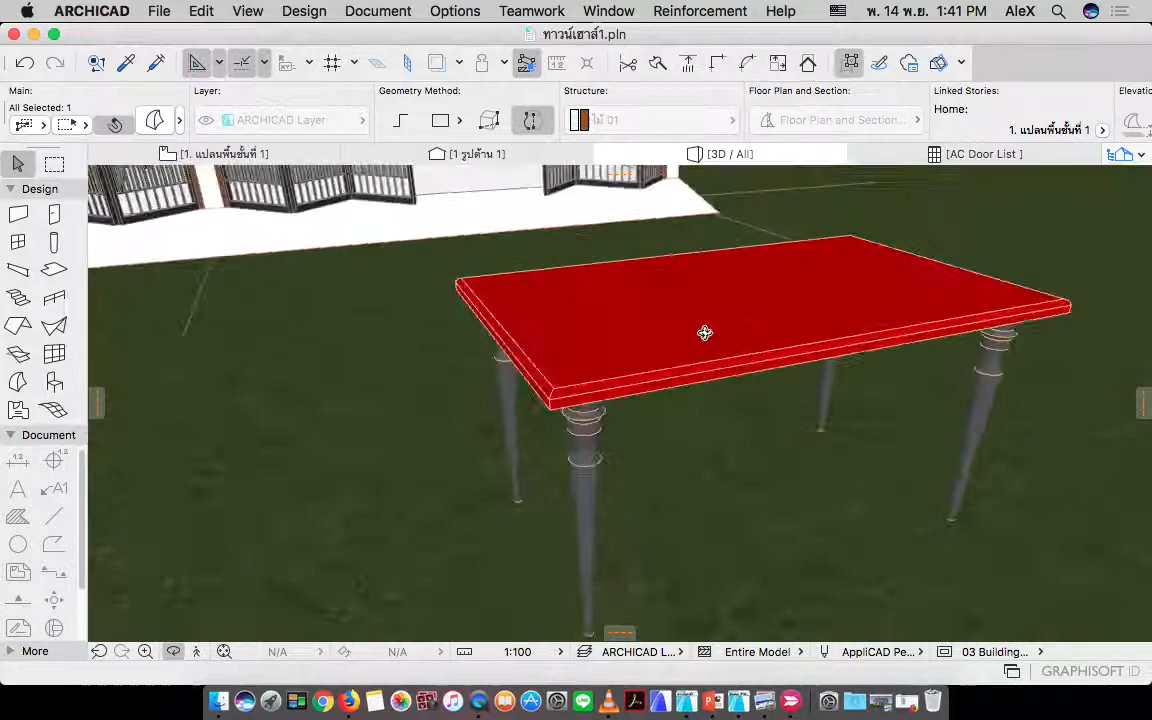 ARCHICAD File Edit View Design Document Options Teamwork Window Reinforcement Help พ. 14 พ.ย. 1:41 PM AleX
ทาวน์เฮาส์1.pln
Main: Layer: Geometry Method: Structure: Floor Plan and Section: Linked Stories: Elevatio
All Selected: 1
ARCHICAD Layer ไม้ 01 Floor Plan and Section... Home:
1. แปลนพื้นชั้นที่ 1
[1. แปลนพื้นชั้นที่ 1] [1 รูปด้าน 1] [3D / All] [AC Door List ]
Design
Document
More
N/A N/A 1:100 ARCHICAD L... Entire Model AppliCAD Pe... 03 Building...
GRAPHISOFT ID